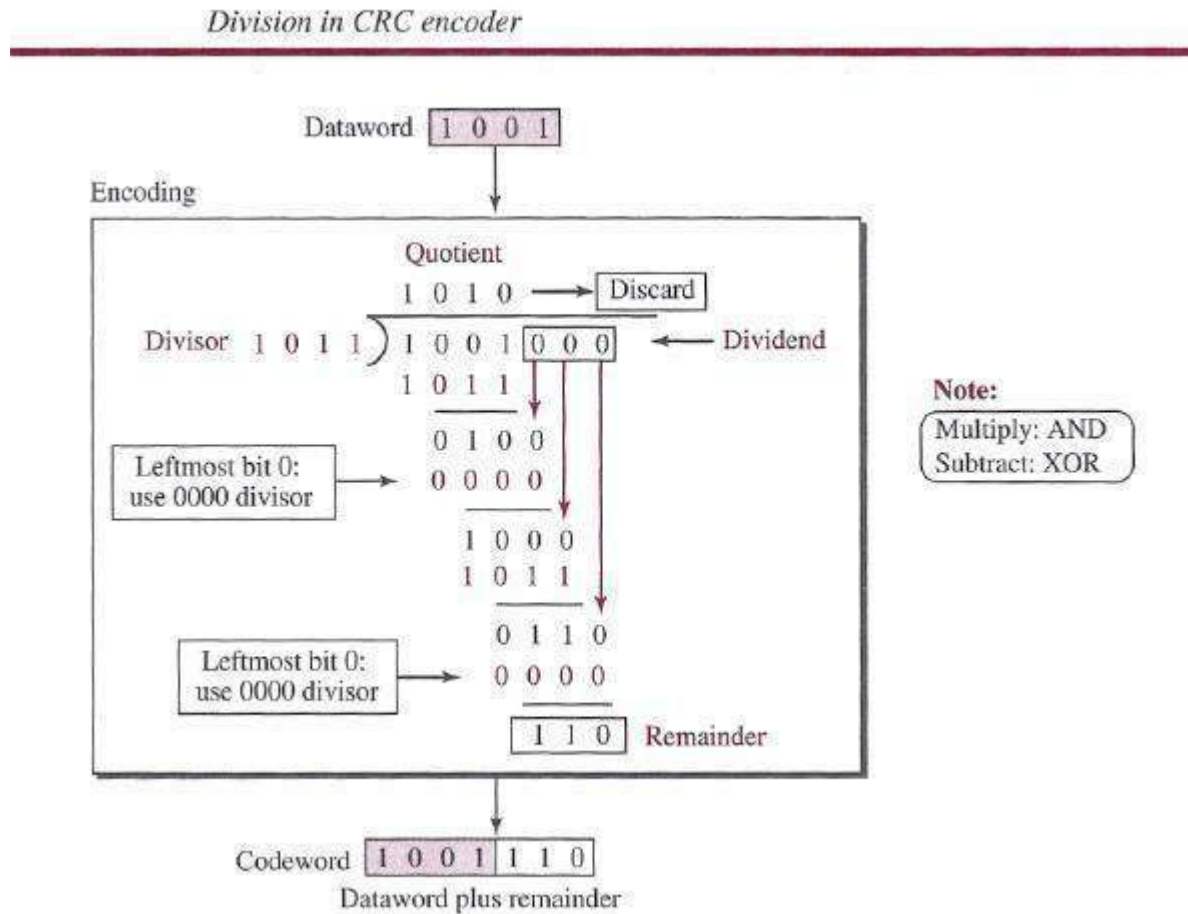 Division in CRC encoder
Dataword 1 0 0 1
Encoding
Quotient
1 0 1 0 Discard
Divisor 1 0 1 1 1 0 0 1 0 0 0 Dividend
1 0 1 1
Note:
Multiply: AND
Subtract: XOR
0 1 0 0
Leftmost bit 0:
use 0000 divisor
0 0 0 0
1 0 0 0
1 0 1 1
0 1 1 0
Leftmost bit 0:
use 0000 divisor
0 0 0 0
1 1 0 Remainder
Codeword 1 0 0 1 1 1 0
Dataword plus remainder